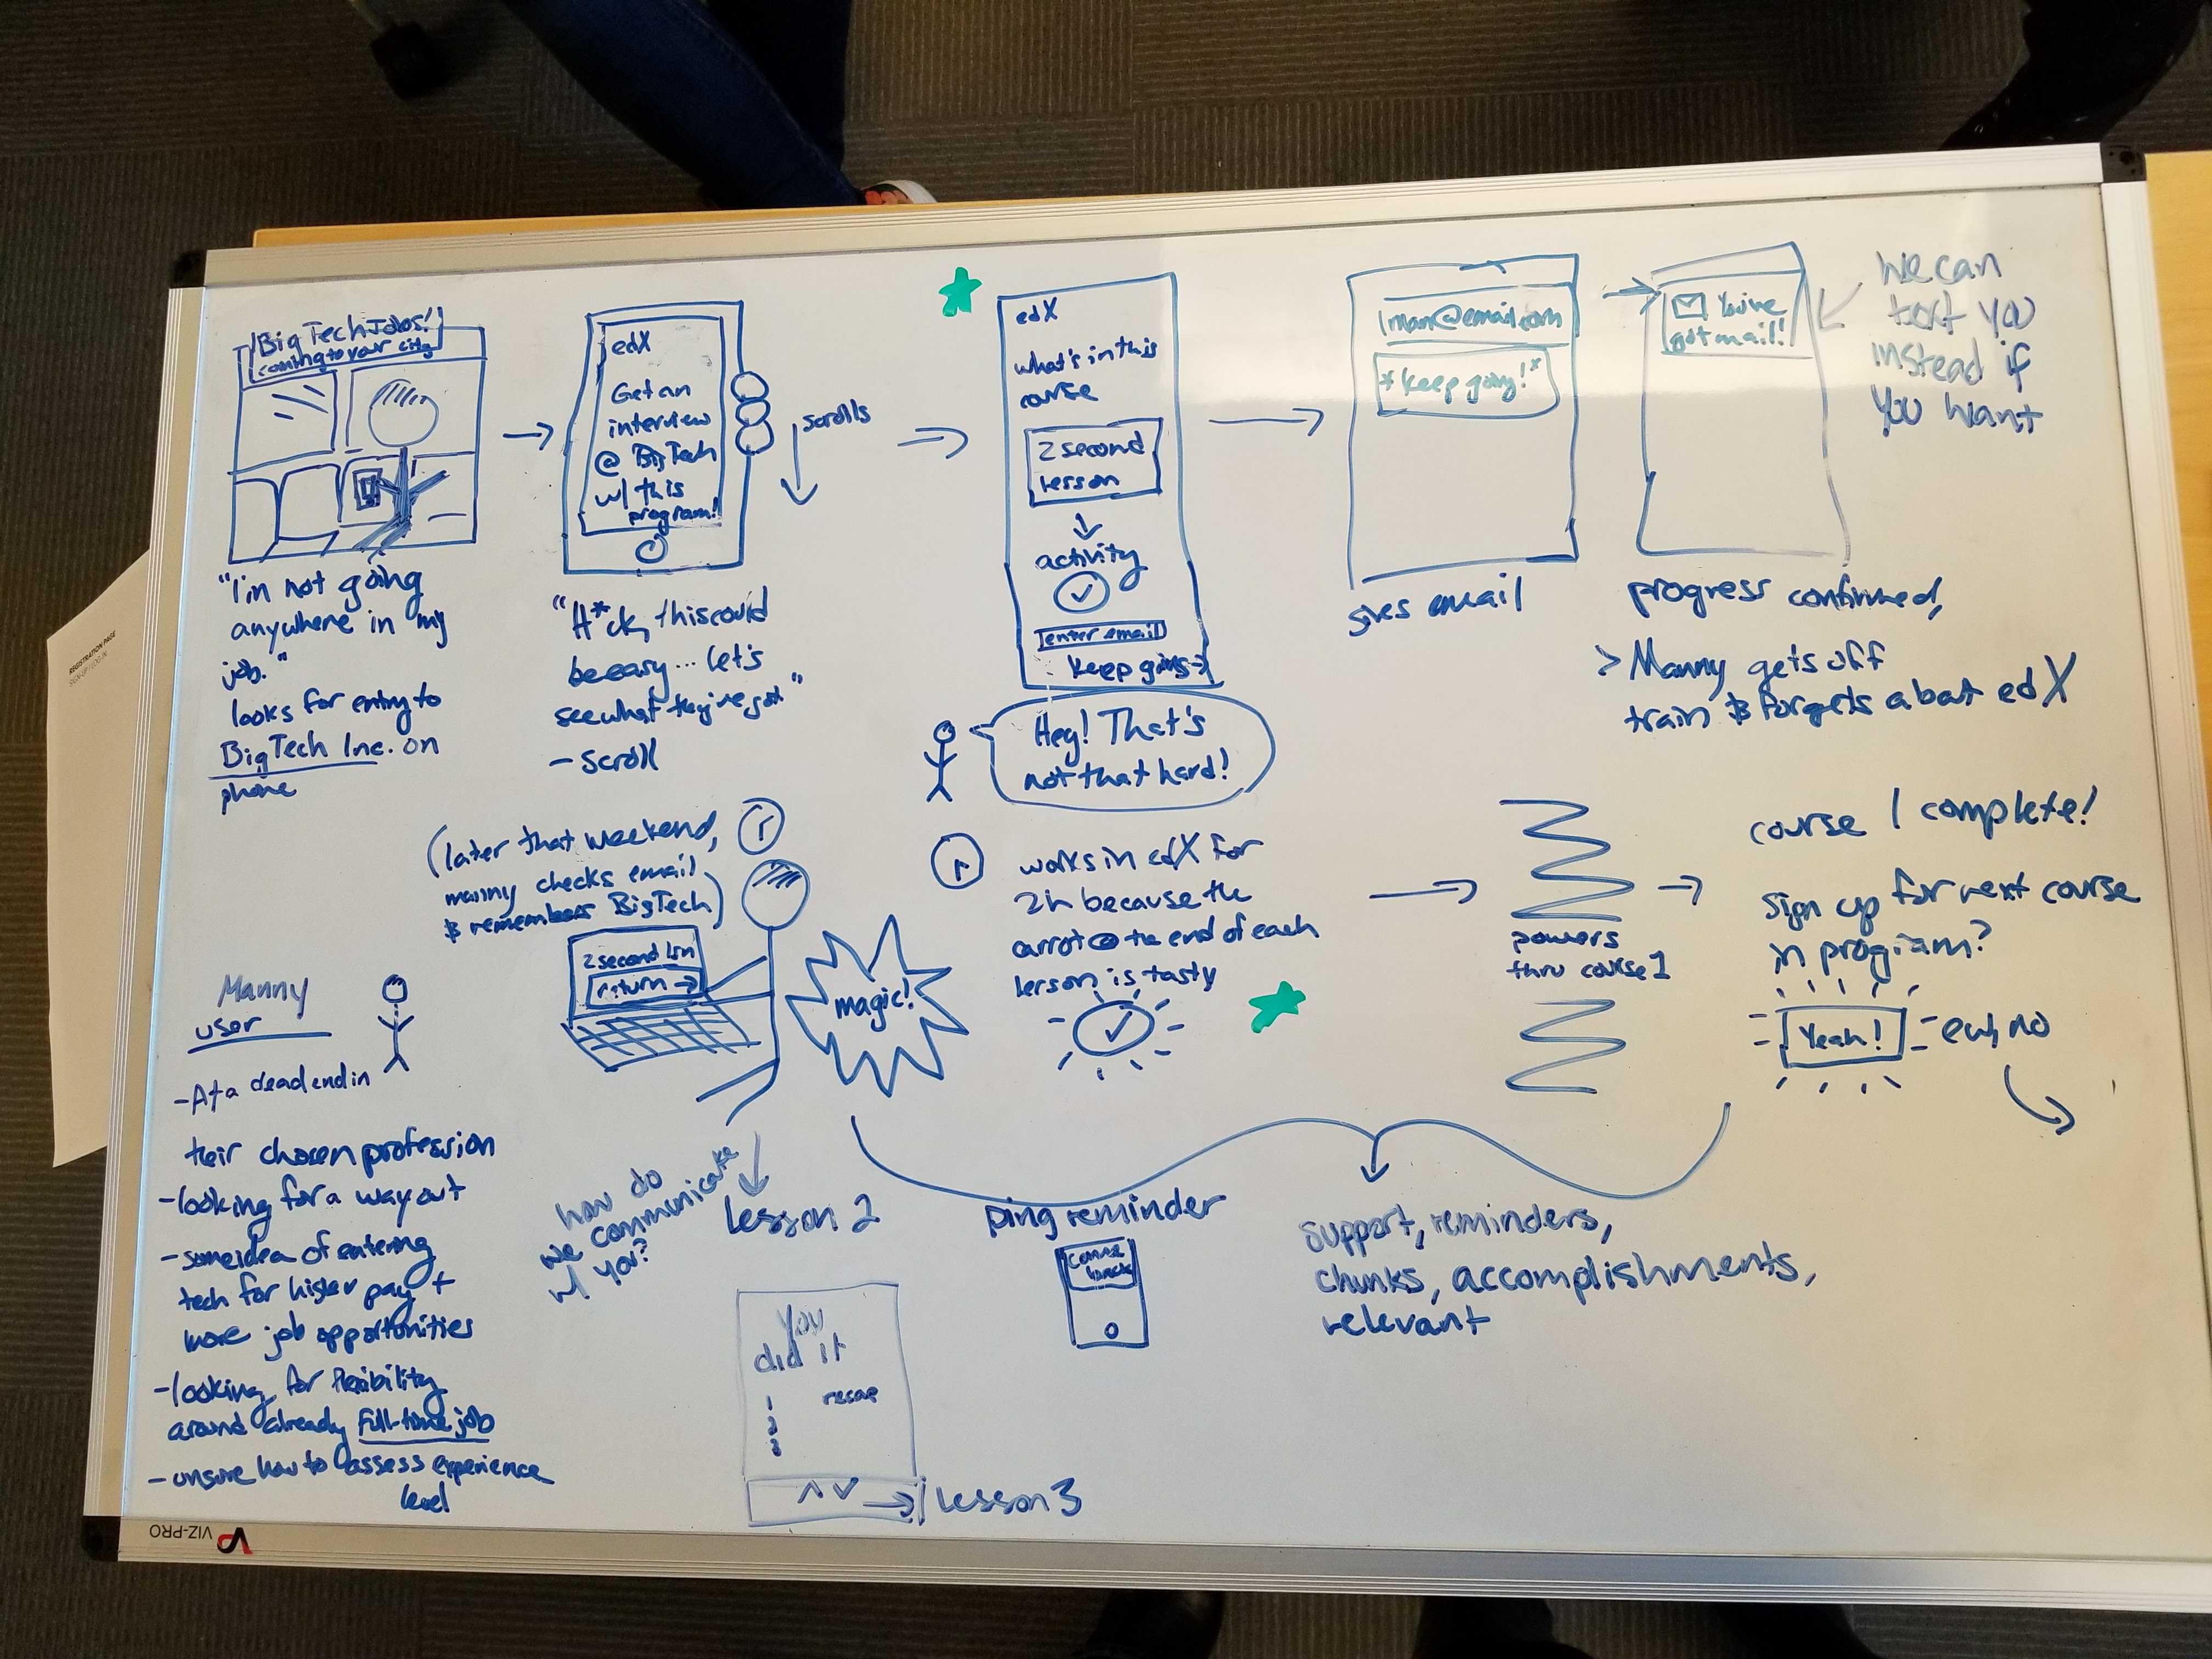 BigTechJobs!
coming to your city
"I'm not going
anywhere in my
job."
looks for entry to
BigTech Inc. on
phone
edX
Get an
interview
@ BigTech
w/ this
program!
scrolls
"H*ck, this could
be easy... let's
see what they've got"
- scroll
edX
what's in this
course
2 second
lesson
activity
enter email
keep going→
Hey! That's
not that hard!
1man@email.com
*keep going!*
gives email
You've
got mail!
We can
text you
instead if
you want
progress confirmed,
> Manny gets off
train & forgets about edX
(later that weekend,
manny checks email
& remembers BigTech)
2 second lsn
return →
magic!
works in edX for
2h because the
carrot @ the end of each
lesson is tasty
powers
thru course 1
course 1 complete!
sign up for next course
in program?
Yeah!
ew, no
Manny
user
- At a dead end in
their chosen profession
- looking for a way out
- some idea of entering
tech for higher pay +
more job opportunities
- looking for flexibility
around already full-time job
- unsure how to assess experience
level
how do
we communicate
w/ you?
lesson 2
You
did it
recap
1
2
3
lesson 3
ping reminder
come
back
support, reminders,
chunks, accomplishments,
relevant
REGISTRATION PAGE
SIGN UP / LOG IN
VIZ-PRO